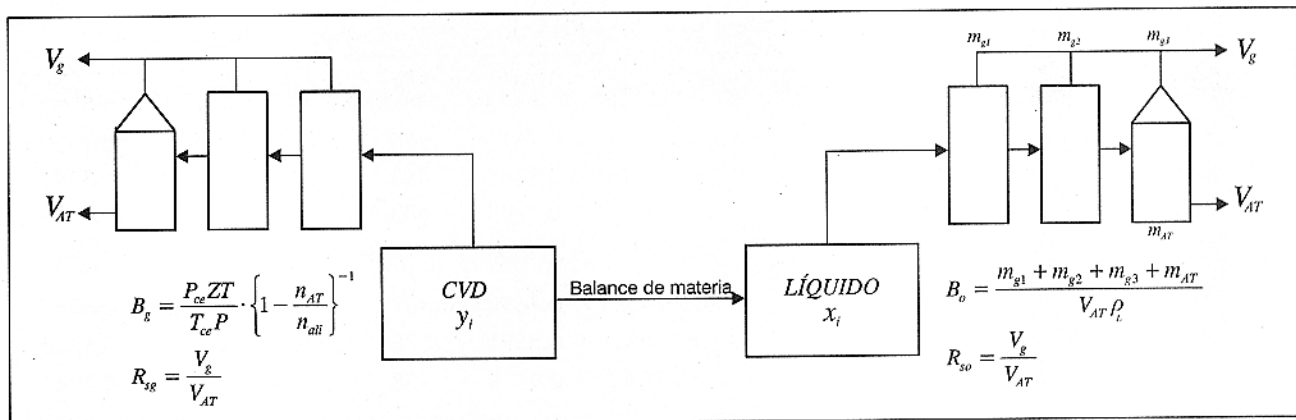 V_g
V_AT
B_g = P_ce ZT / T_ce P · {1 − n_AT / n_ali}^−1
R_sg = V_g / V_AT
CVD
y_i
Balance de materia
LÍQUIDO
x_i
m_g1 m_g2 m_g3
V_g
V_AT
m_AT
B_o = m_g1 + m_g2 + m_g3 + m_AT / V_AT ρ_L
R_so = V_g / V_AT